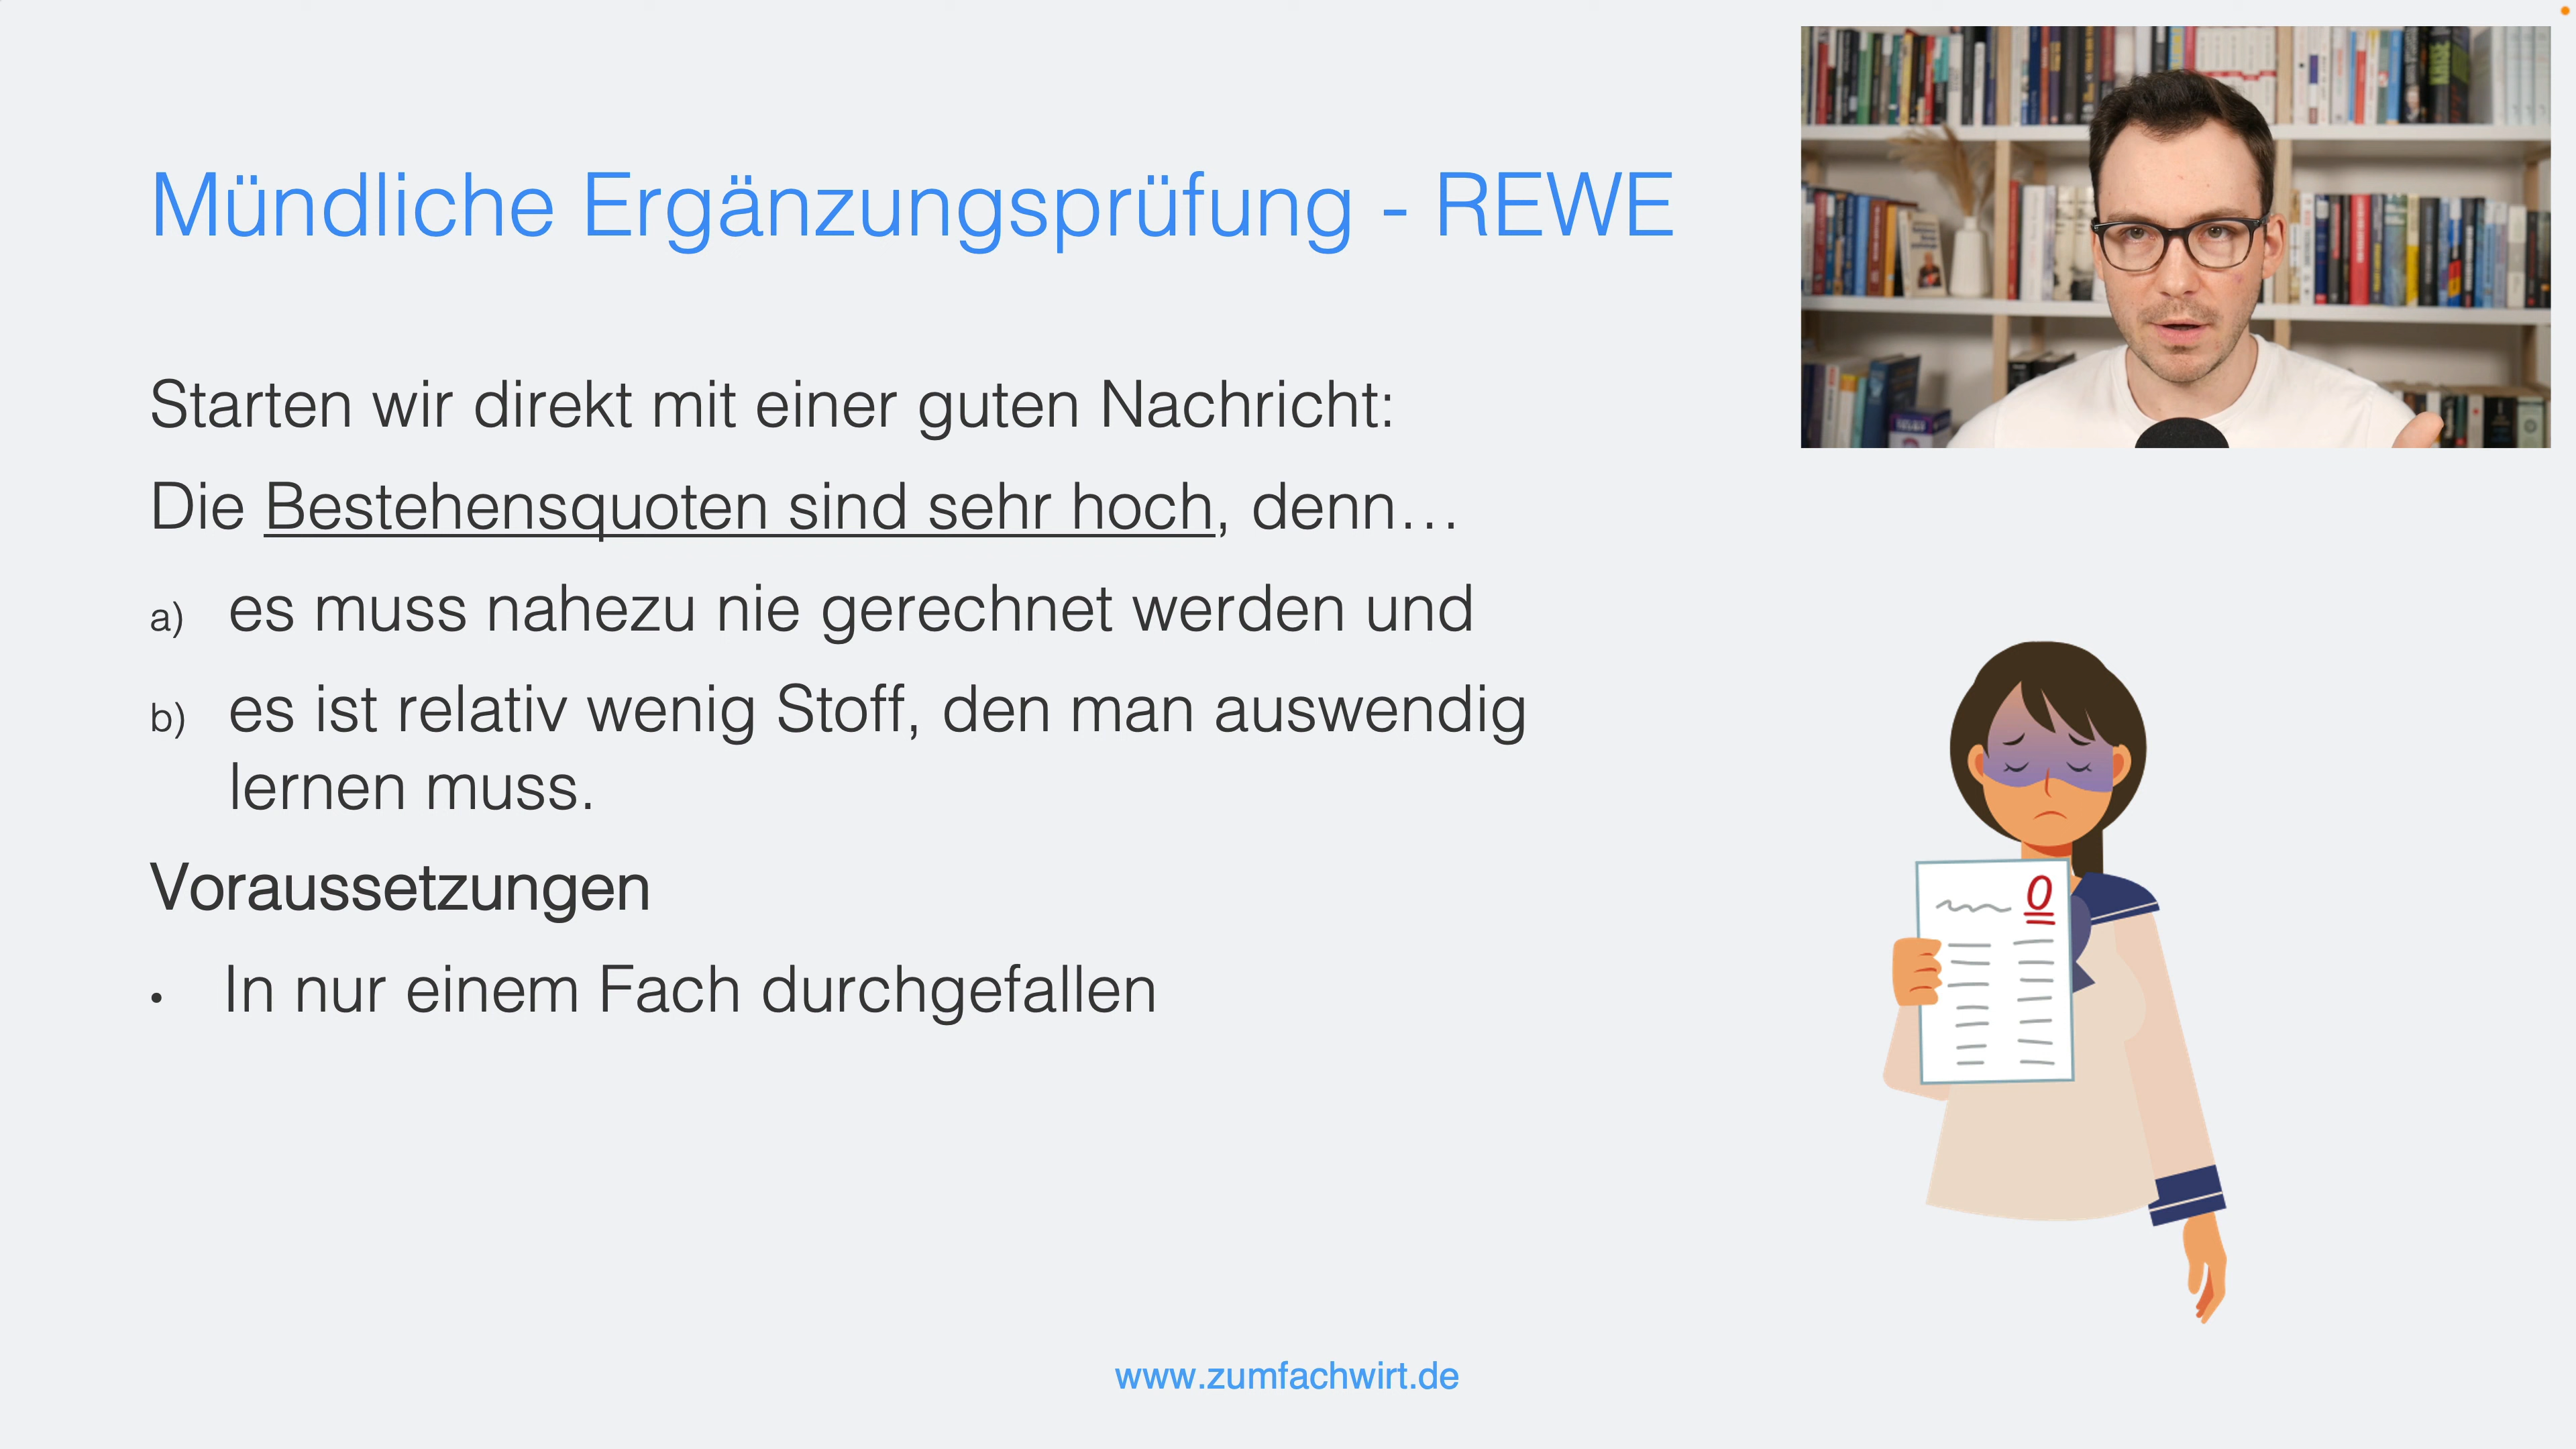 Mündliche Ergänzungsprüfung - REWE
Starten wir direkt mit einer guten Nachricht:
Die Bestehensquoten sind sehr hoch, denn…
a) es muss nahezu nie gerechnet werden und
b) es ist relativ wenig Stoff, den man auswendig
lernen muss.
Voraussetzungen
• In nur einem Fach durchgefallen
0
www.zumfachwirt.de